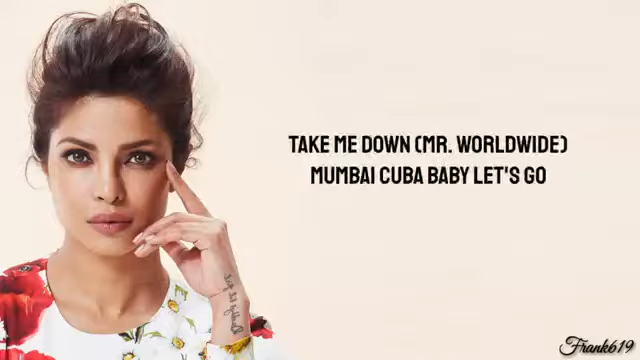 TAKE ME DOWN (MR. WORLDWIDE)
MUMBAI CUBA BABY LET'S GO
Frank619